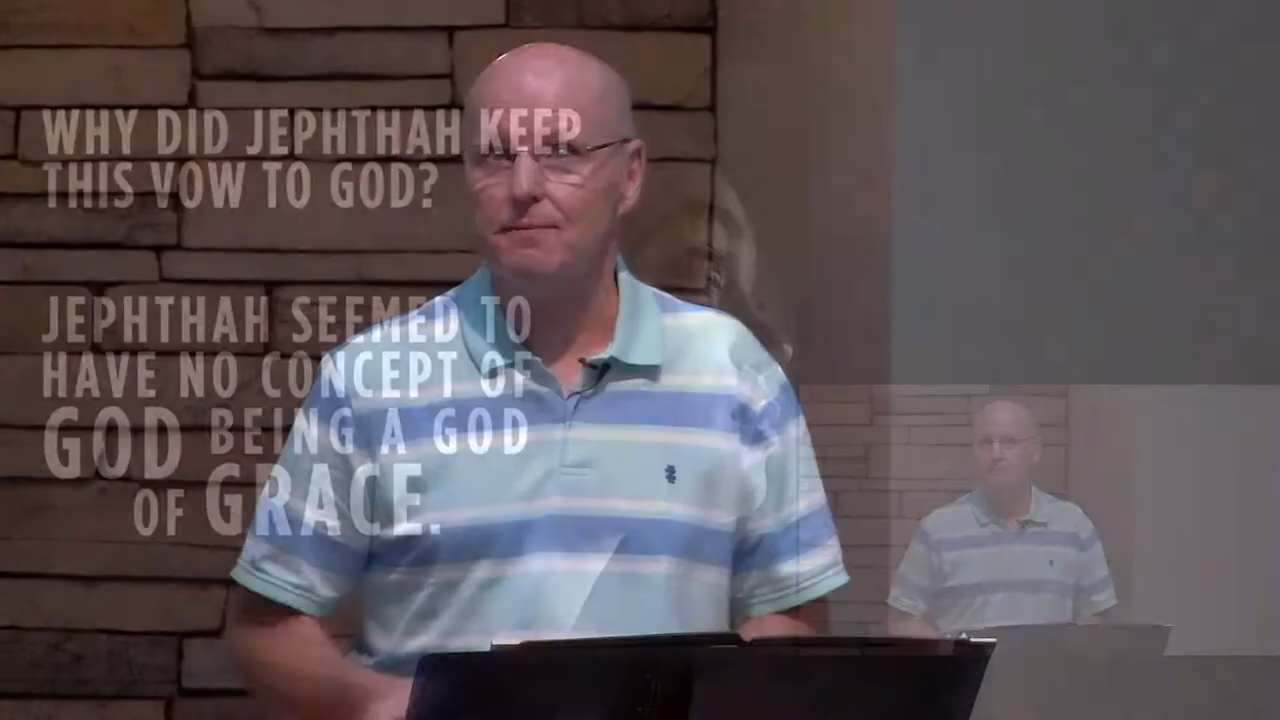 WHY DID JEPHTHAH KEEP
THIS VOW TO GOD?
JEPHTHAH SEEMED TO
HAVE NO CONCEPT OF
GOD BEING A GOD
OF GRACE.